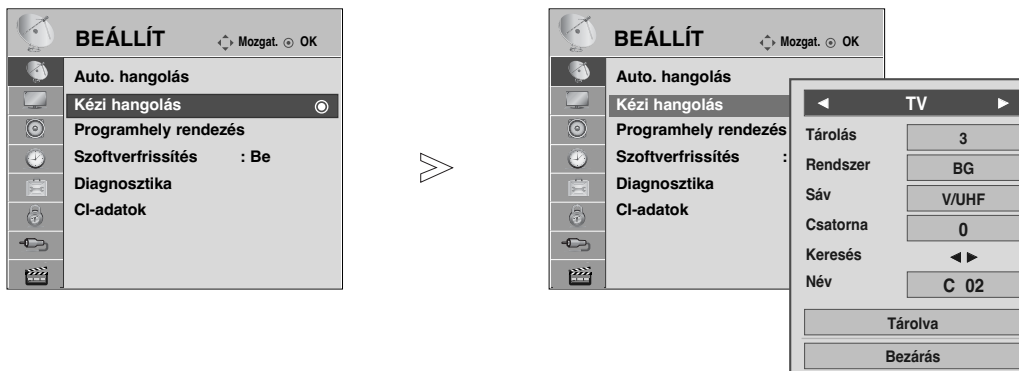 BEÁLLÍT Mozgat. OK
Auto. hangolás
Kézi hangolás
Programhely rendezés
Szoftverfrissítés : Be
Diagnosztika
CI-adatok
BEÁLLÍT Mozgat. OK
Auto. hangolás
Kézi hangolás
Programhely rendezés
Szoftverfrissítés :
Diagnosztika
CI-adatok
◄ TV ►
Tárolás 3
Rendszer BG
Sáv V/UHF
Csatorna 0
Keresés ◄ ►
Név C 02
Tárolva
Bezárás